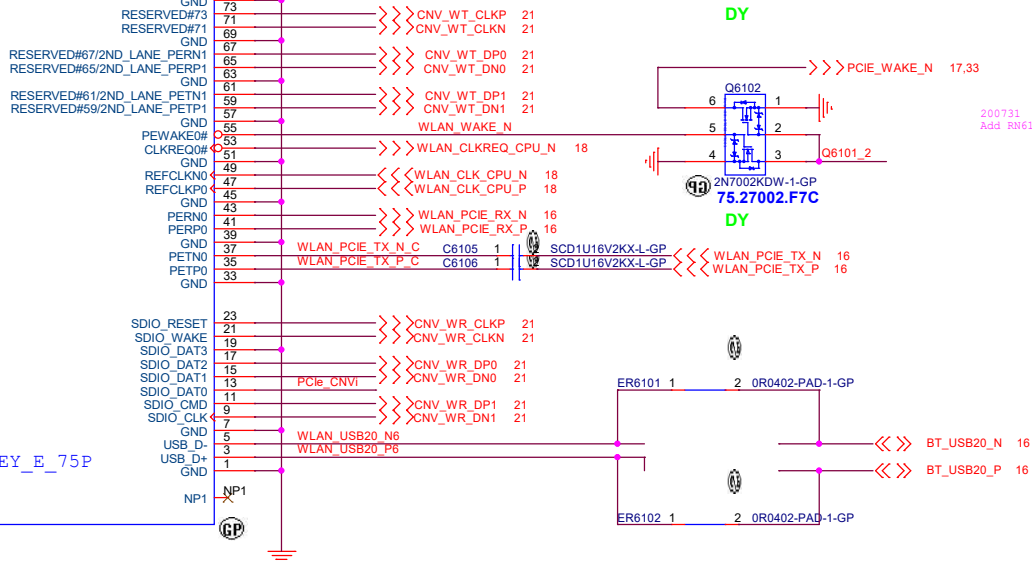 GND
RESERVED#73 73 CNV_WT_CLKP 21
RESERVED#71 71 CNV_WT_CLKN 21
GND 69
RESERVED#67/2ND_LANE_PERN1 67 CNV_WT_DP0 21
RESERVED#65/2ND_LANE_PERP1 65 CNV_WT_DN0 21
GND 63
RESERVED#61/2ND_LANE_PETN1 61 CNV_WT_DP1 21
RESERVED#59/2ND_LANE_PETP1 59 CNV_WT_DN1 21
GND 57
PEWAKE0# 55 WLAN_WAKE_N
CLKREQ0# 53 WLAN_CLKREQ_CPU_N 18
GND 51
REFCLKN0 49 WLAN_CLK_CPU_N 18
REFCLKP0 47 WLAN_CLK_CPU_P 18
GND 45
PERN0 43 WLAN_PCIE_RX_N 16
PERP0 41 WLAN_PCIE_RX_P 16
GND 39
PETN0 37 WLAN_PCIE_TX_N_C C6105 1 2 SCD1U16V2KX-L-GP WLAN_PCIE_TX_N 16
PETP0 35 WLAN_PCIE_TX_P_C C6106 1 2 SCD1U16V2KX-L-GP WLAN_PCIE_TX_P 16
GND 33
SDIO_RESET 23 CNV_WR_CLKP 21
SDIO_WAKE 21 CNV_WR_CLKN 21
SDIO_DAT3 19
SDIO_DAT2 17 CNV_WR_DP0 21
SDIO_DAT1 15 CNV_WR_DN0 21
SDIO_DAT0 13 PCIe_CNVi
SDIO_CMD 11 CNV_WR_DP1 21
SDIO_CLK 9 CNV_WR_DN1 21
GND 7
USB_D- 5 WLAN_USB20_N6
USB_D+ 3 WLAN_USB20_P6
GND 1
EY_E_75P
NP1 NP1
GP
DY
PCIE_WAKE_N 17,33
Q6102
6 1
5 2
4 3 Q6101_2
2N7002KDW-1-GP
75.27002.F7C
DY
200731
Add RN61
ER6101 1 2 0R0402-PAD-1-GP
BT_USB20_N 16
BT_USB20_P 16
ER6102 1 2 0R0402-PAD-1-GP